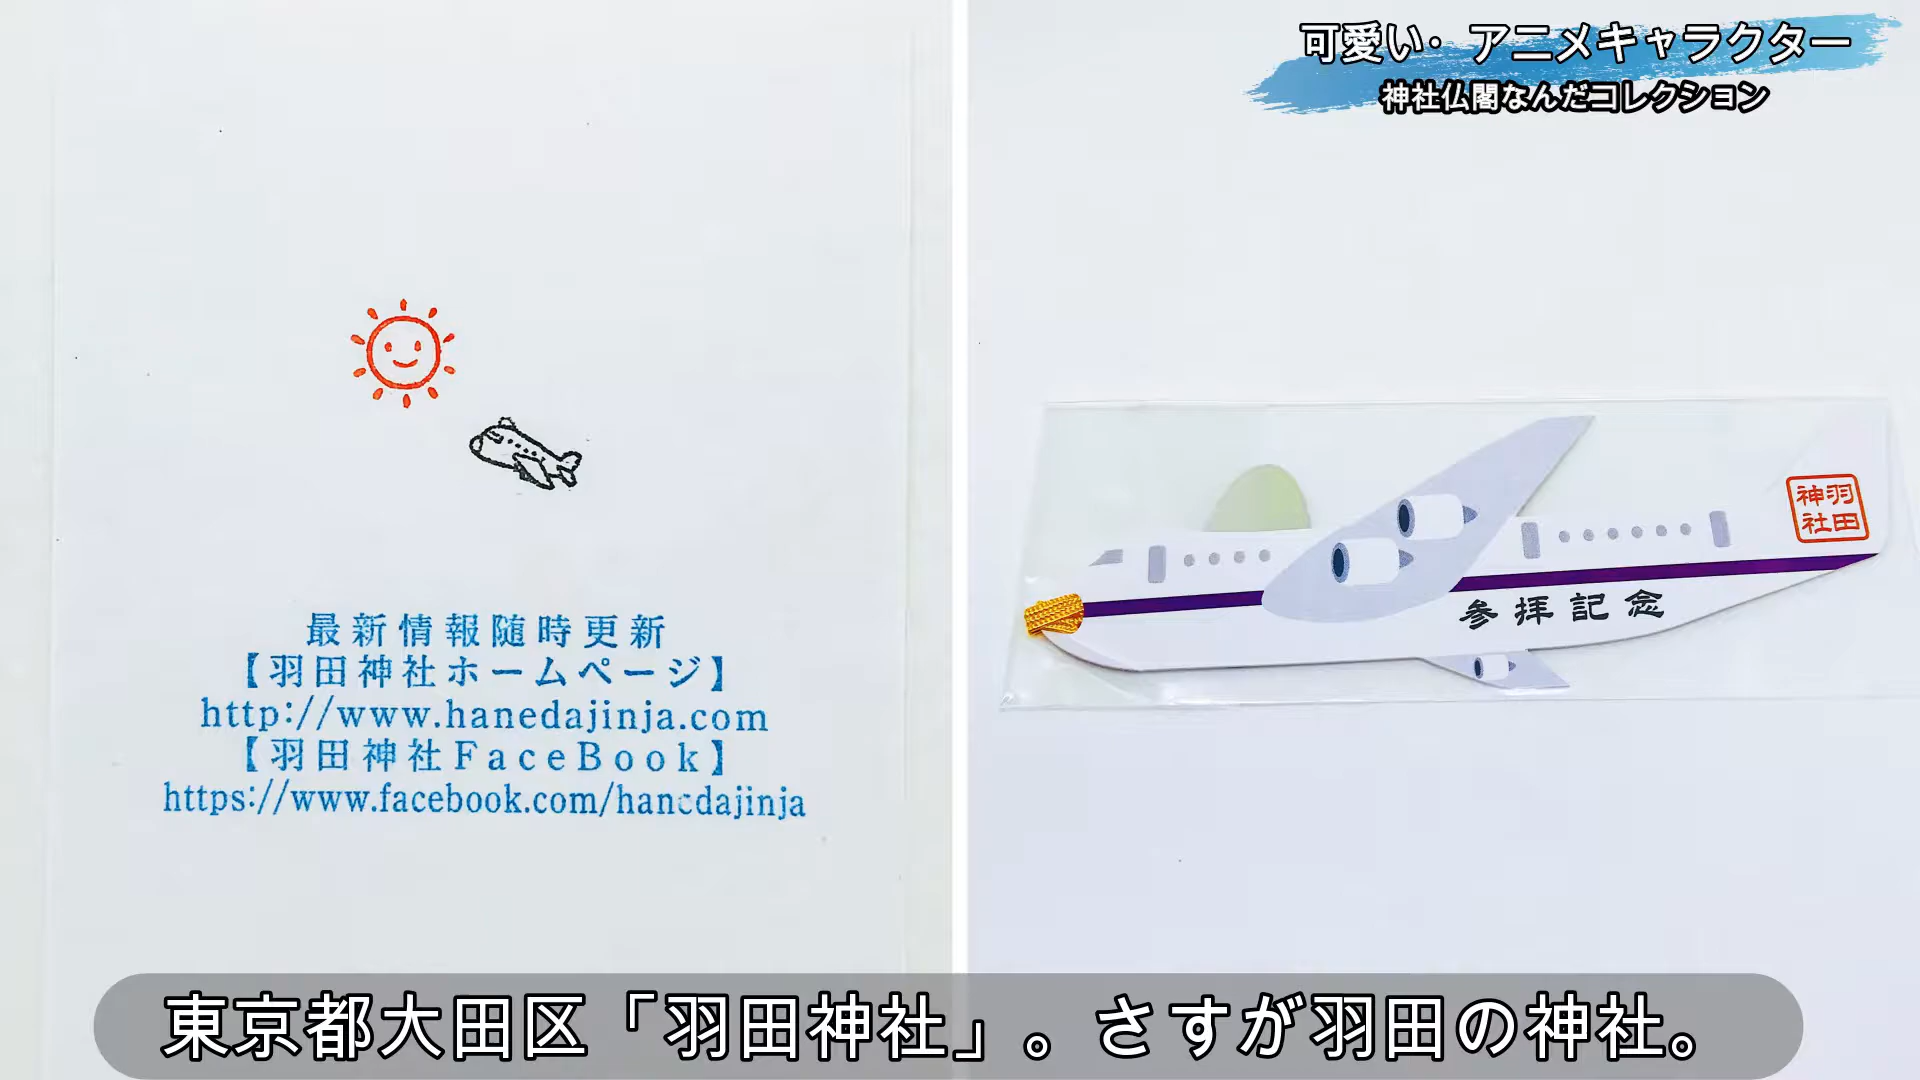 可愛い・アニメキャラクター
神社仏閣なんだコレクション
最新情報随時更新
【羽田神社ホームページ】
http://www.hanedajinja.com
【羽田神社FaceBook】
https://www.facebook.com/hanedajinja
羽田
神社
参拝記念
東京都大田区「羽田神社」。さすが羽田の神社。